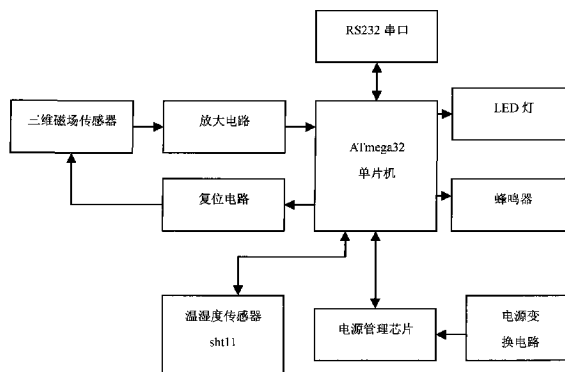 RS232 串口
三维磁场传感器
放大电路
ATmega32
单片机
LED 灯
复位电路
蜂鸣器
温湿度传感器
sht11
电源管理芯片
电源变
换电路